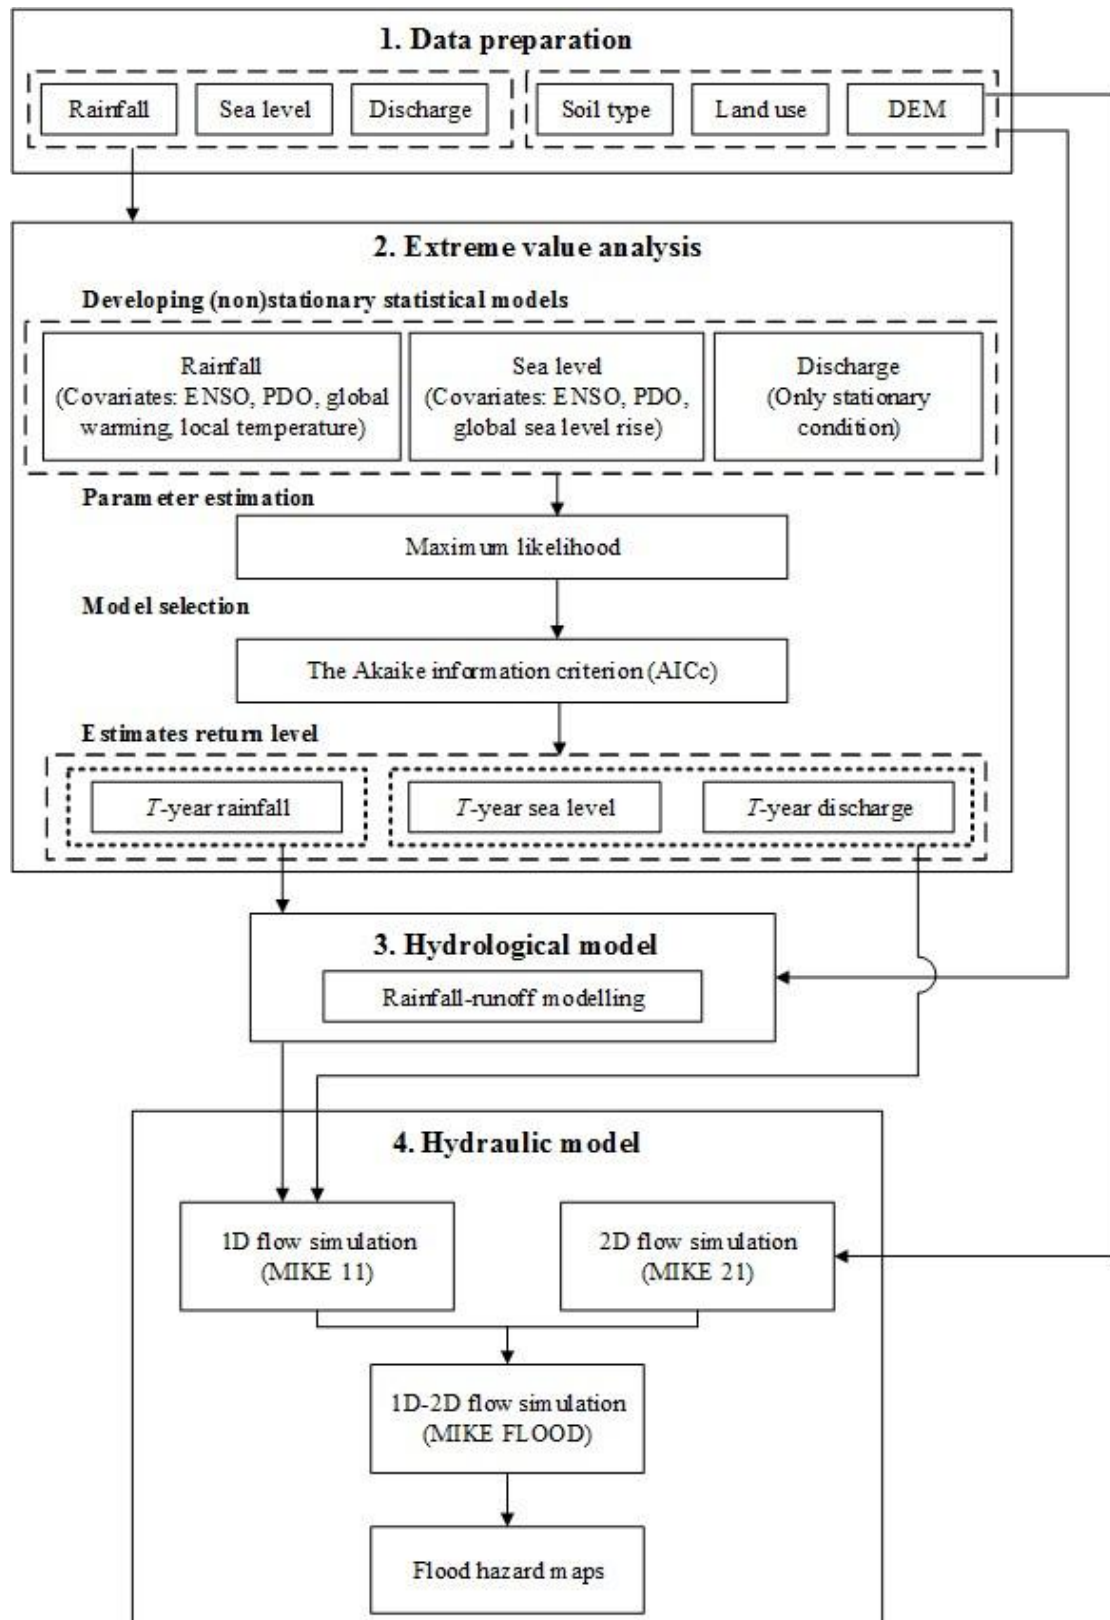 1. Data preparation
Rainfall
Sea level
Discharge
Soil type
Land use
DEM
2. Extreme value analysis
Developing (non)stationary statistical models
Rainfall
(Covariates: ENSO, PDO, global
warming, local temperature)
Sea level
(Covariates: ENSO, PDO,
global sea level rise)
Discharge
(Only stationary
condition)
Parameter estimation
Maximum likelihood
Model selection
The Akaike information criterion (AICc)
Estimates return level
T-year rainfall
T-year sea level
T-year discharge
3. Hydrological model
Rainfall-runoff modelling
4. Hydraulic model
1D flow simulation
(MIKE 11)
2D flow simulation
(MIKE 21)
1D-2D flow simulation
(MIKE FLOOD)
Flood hazard maps